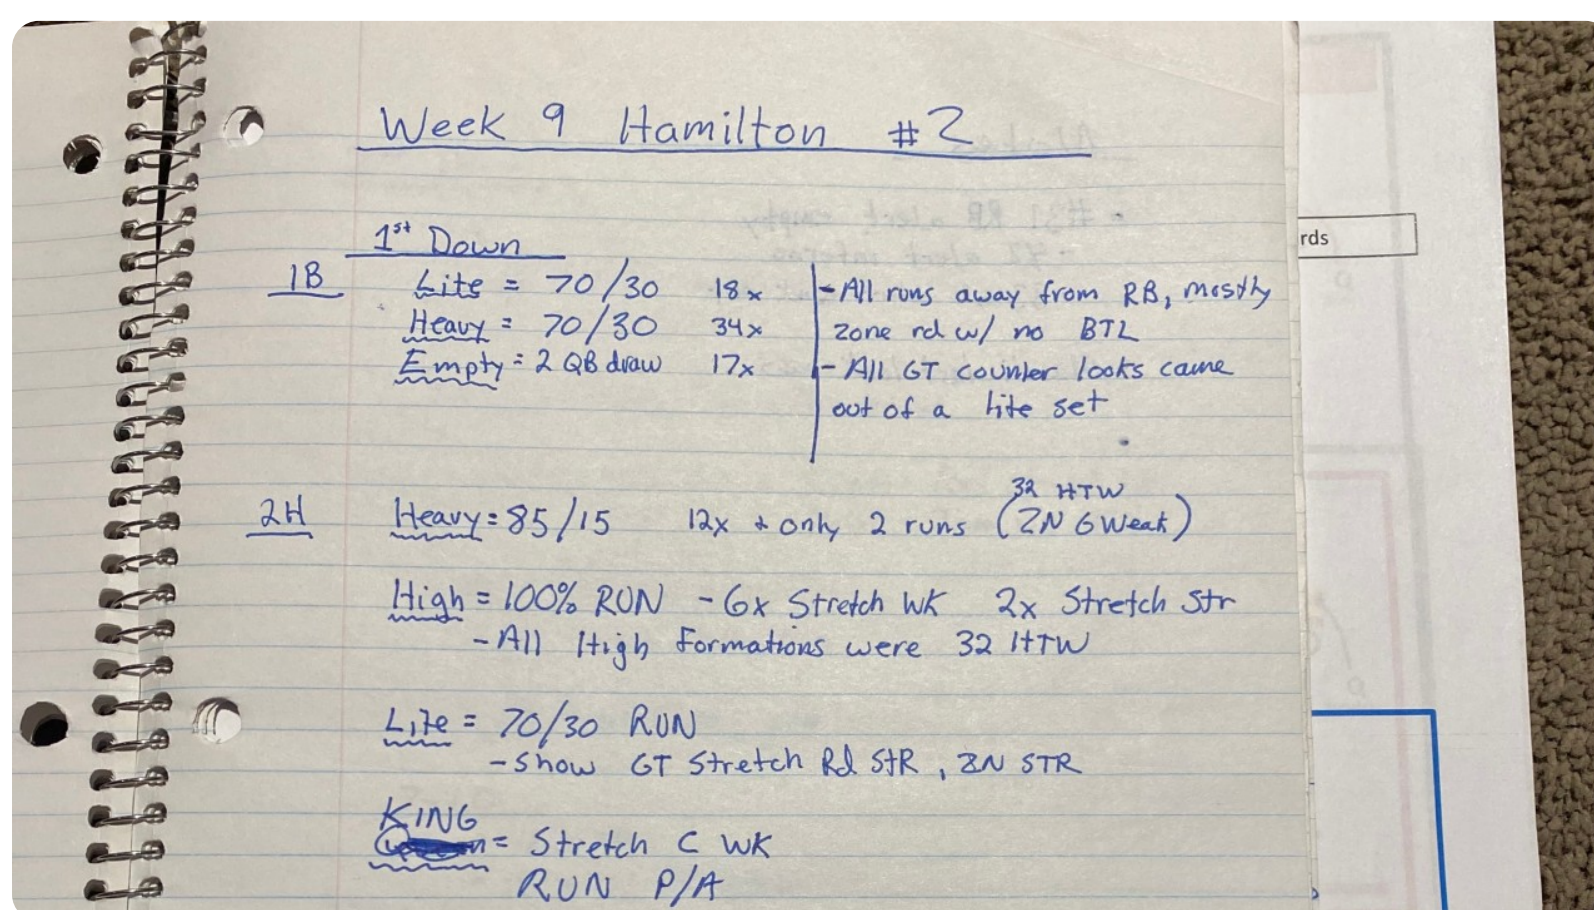 Week 9 Hamilton #2
1st Down
1B
Lite = 70/30 18x
Heavy = 70/30 34x
Empty = 2 QB draw 17x
- All runs away from RB, mostly
zone rd w/ no BTL
- All GT counter looks came
out of a lite set
2H
Heavy = 85/15 12x & only 2 runs (ZN 6 Weak)
32 HTW
High = 100% RUN - 6x Stretch WK 2x Stretch Str
- All High Formations were 32 HTW
Lite = 70/30 RUN
- Show GT Stretch Rd StR, ZN STR
KING
= Stretch C WK
RUN P/A
rds